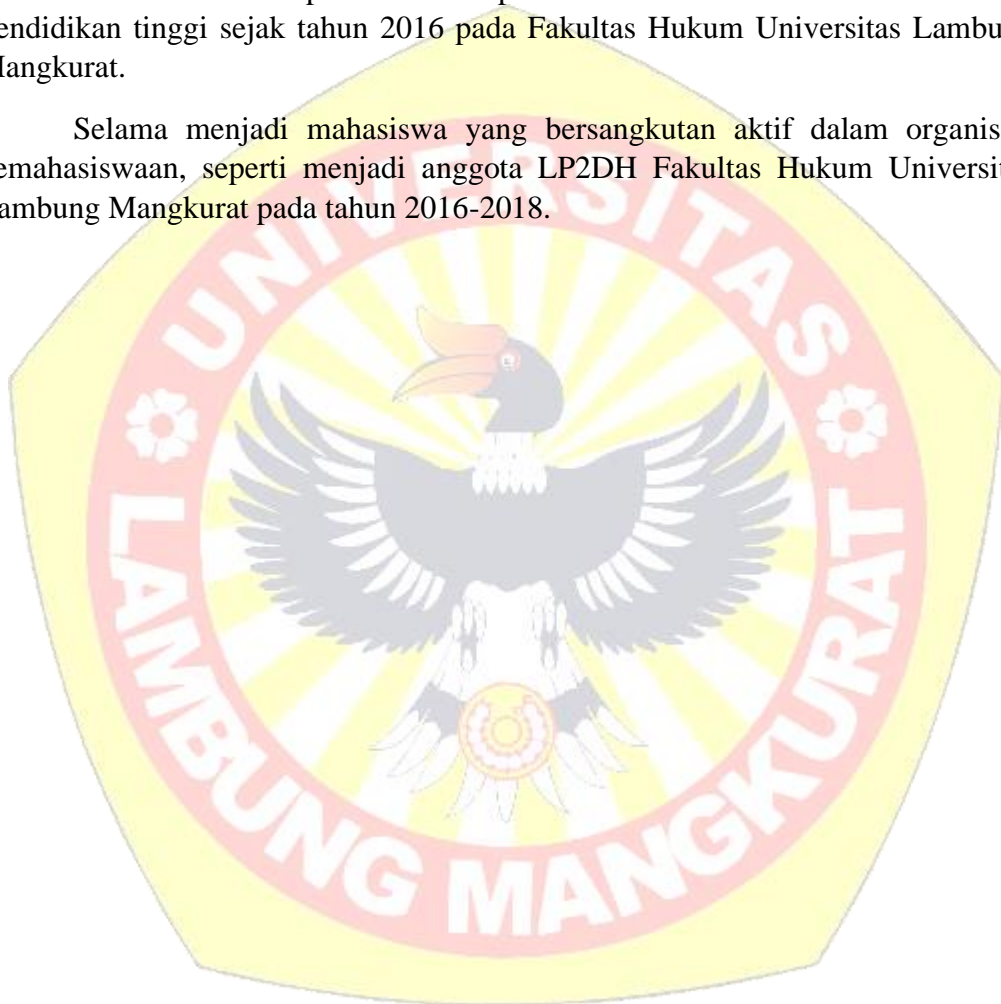 endidikan tinggi sejak tahun 2016 pada Fakultas Hukum Universitas Lambu
Mangkurat.
Selama menjadi mahasiswa yang bersangkutan aktif dalam organis
emahasiswaan, seperti menjadi anggota LP2DH Fakultas Hukum Universit
ambung Mangkurat pada tahun 2016-2018.
UNIVERSITAS
LAMBUNG MANGKURAT